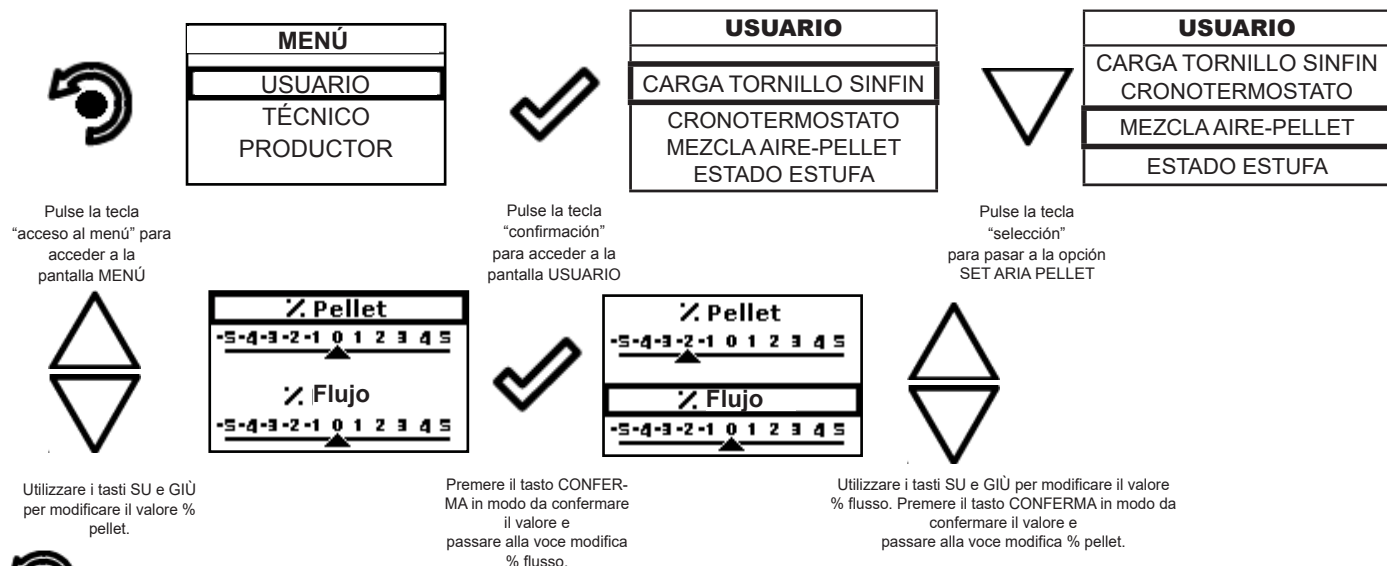 MENÚ
USUARIO
TÉCNICO
PRODUCTOR
USUARIO
CARGA TORNILLO SINFIN
CRONOTERMOSTATO
MEZCLA AIRE-PELLET
ESTADO ESTUFA
USUARIO
CARGA TORNILLO SINFIN
CRONOTERMOSTATO
MEZCLA AIRE-PELLET
ESTADO ESTUFA
Pulse la tecla
“acceso al menú” para
acceder a la
pantalla MENÚ
Pulse la tecla
“confirmación”
para acceder a la
pantalla USUARIO
Pulse la tecla
“selección”
para pasar a la opción
SET ARIA PELLET
% Pellet
-5-4-3-2-1 0 1 2 3 4 5
% Flujo
-5-4-3-2-1 0 1 2 3 4 5
% Pellet
-5-4-3-2-1 0 1 2 3 4 5
% Flujo
-5-4-3-2-1 0 1 2 3 4 5
Utilizzare i tasti SU e GIÙ
per modificare il valore %
pellet.
Premere il tasto CONFER-
MA in modo da confermare
il valore e
passare alla voce modifica
% flusso.
Utilizzare i tasti SU e GIÙ per modificare il valore
% flusso. Premere il tasto CONFERMA in modo da
confermare il valore e
passare alla voce modifica % pellet.